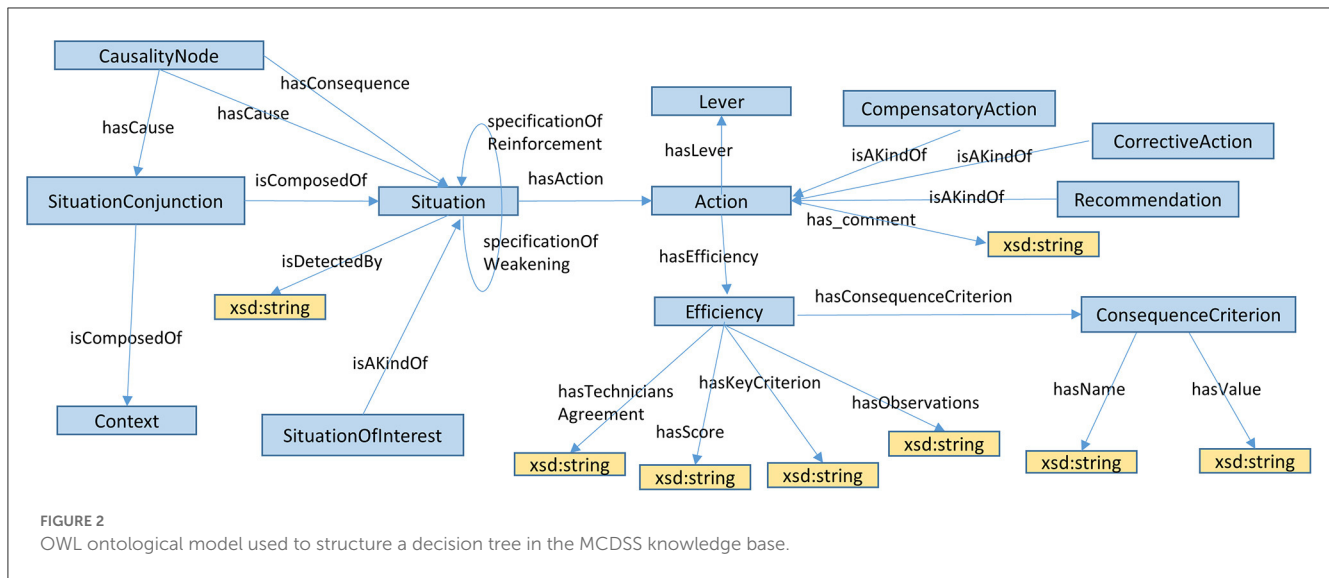 CausalityNode
hasConsequence
hasCause
hasCause
specificationOf
Reinforcement
Lever
CompensatoryAction
CorrectiveAction
hasLever
isAKindOf
isAKindOf
SituationConjunction
isComposedOf
Situation
hasAction
Action
isAKindOf
Recommendation
has_comment
xsd:string
specificationOf
Weakening
isDetectedBy
xsd:string
hasEfficiency
hasConsequenceCriterion
Efficiency
ConsequenceCriterion
isComposedOf
isAKindOf
hasTechnicians
Agreement
hasKeyCriterion
hasObservations
hasScore
hasName
hasValue
Context
SituationOfInterest
xsd:string
xsd:string
xsd:string
xsd:string
xsd:string
xsd:string
FIGURE 2
OWL ontological model used to structure a decision tree in the MCDSS knowledge base.